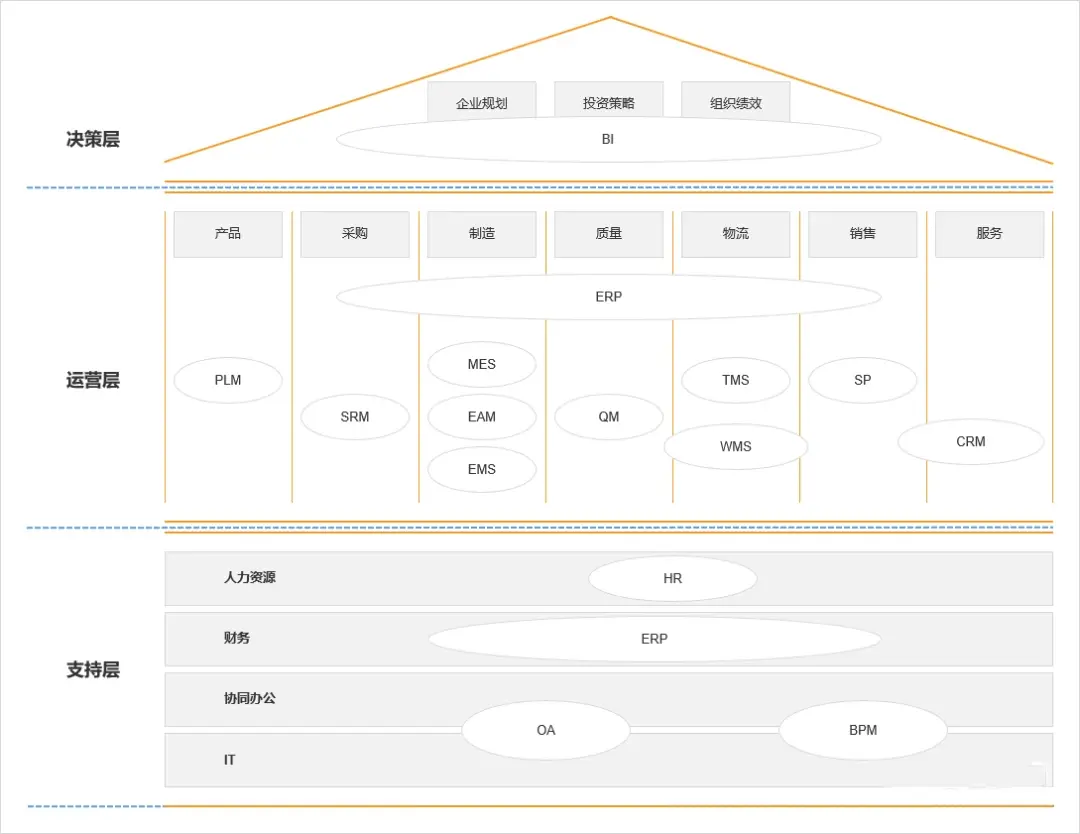 企业规划 投资策略 组织绩效
决策层
BI
产品 采购 制造 质量 物流 销售 服务
ERP
MES
运营层
PLM
TMS
SP
SRM
EAM
QM
WMS
CRM
EMS
人力资源
HR
财务
ERP
支持层
协同办公
OA
BPM
IT